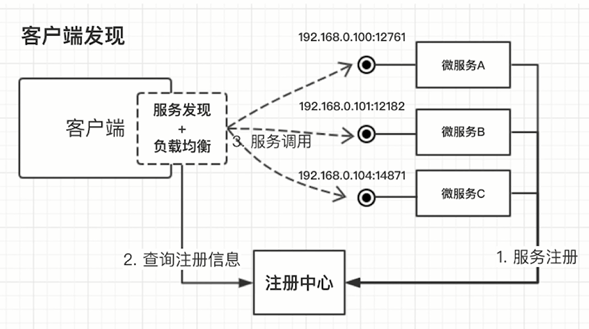 客户端发现
192.168.0.100:12761
微服务A
客户端
服务发现
+
负载均衡
192.168.0.101:12182
微服务B
3. 服务调用
192.168.0.104:14871
微服务C
2. 查询注册信息
1. 服务注册
注册中心